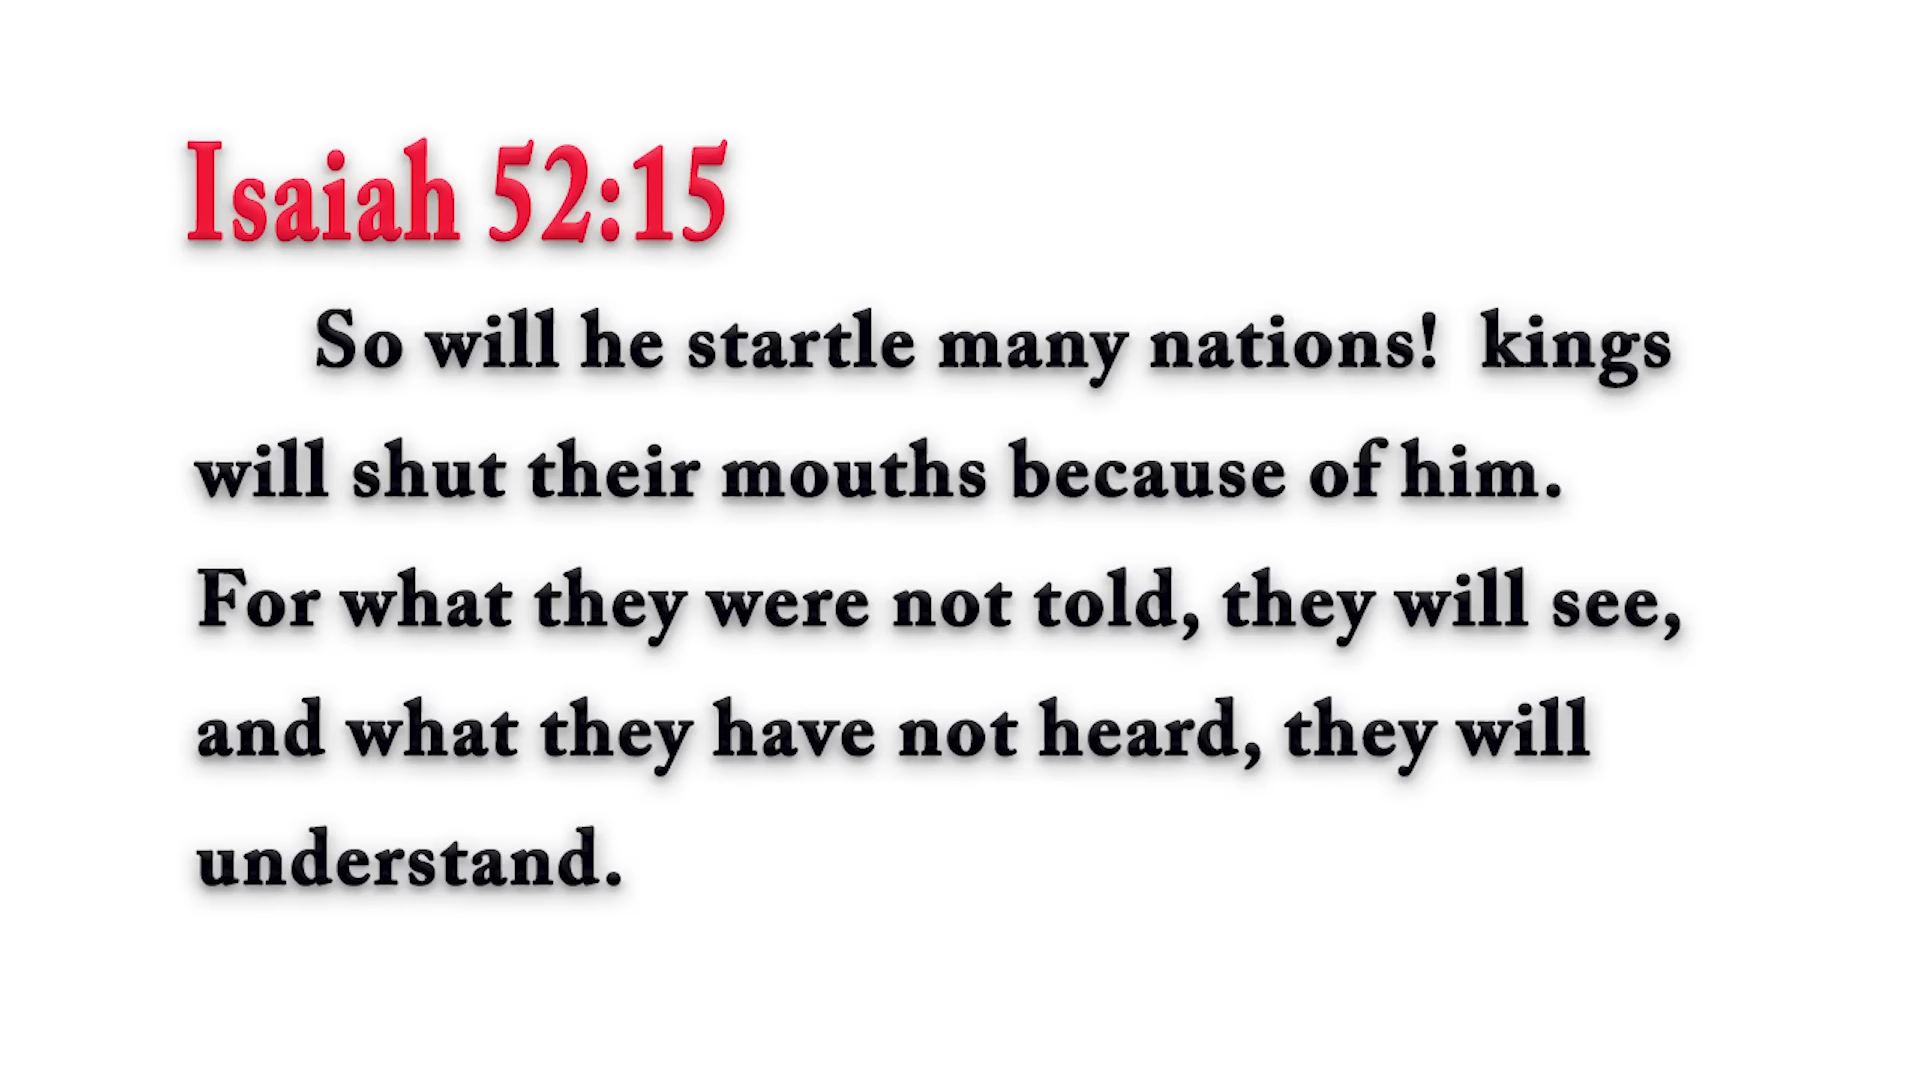 Isaiah 52:15
So will he startle many nations!  kings
will shut their mouths because of him.
For what they were not told, they will see,
and what they have not heard, they will
understand.